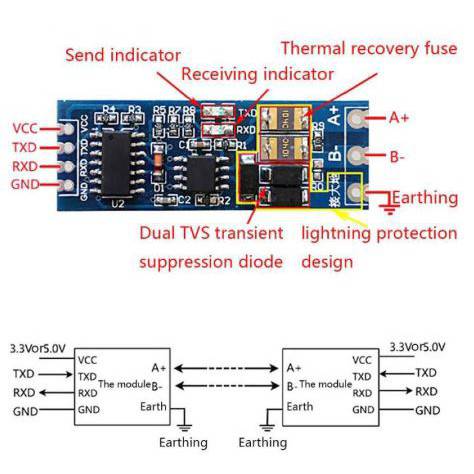 Send indicator
Thermal recovery fuse
Receiving indicator
R4 R3 R5 R7 R8 TXD
RXD
VCC
TXD
RXD
GND
VCC
TXD
RXD
GND
U2
D1
C2
R1
R9
R0
104C
104C
A+
B-
接大地
A+
B-
Earthing
Dual TVS transient
suppression diode
lightning protection
design
3.3Vor5.0V
VCC
TXD
TXD
RXD
RXD
GND
GND
The module
A+
B-
Earth
Earthing
3.3Vor5.0V
VCC
A+
B-
The module
TXD
TXD
RXD
RXD
GND
GND
Earth
Earthing